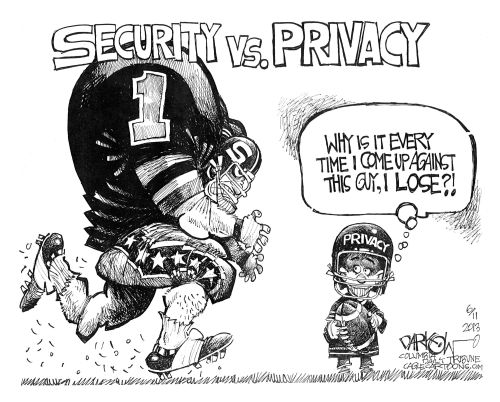 SECURITY VS. PRIVACY
1
S
WHY IS IT EVERY
TIME I COME UP AGAINST
THIS GUY, I LOSE?!
PRIVACY
6/11
2013
DARKOW
COLUMBIA DAILY TRIBUNE
CAGLECARTOONS.COM